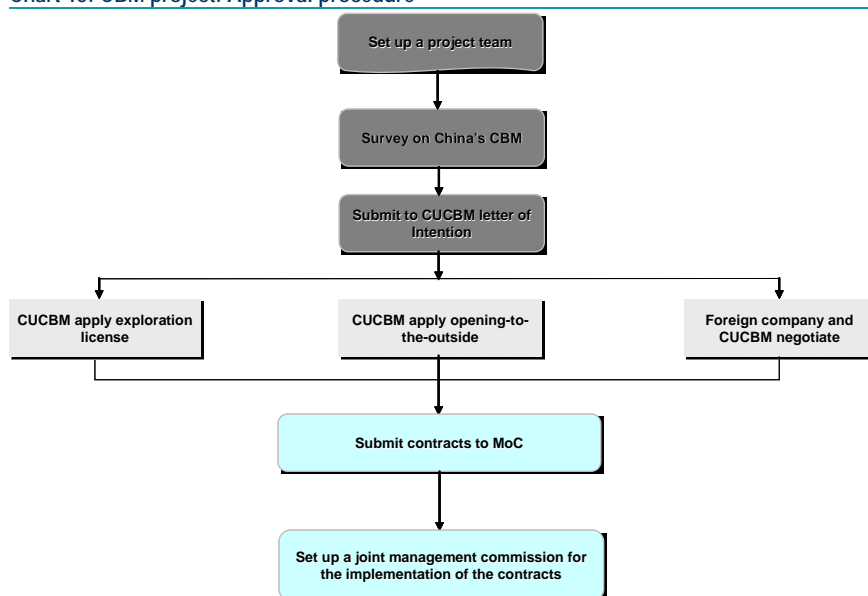 Set up a project team
Survey on China's CBM
Submit to CUCBM letter of
Intention
CUCBM apply exploration
license
CUCBM apply opening-to-
the-outside
Foreign company and
CUCBM negotiate
Submit contracts to MoC
Set up a joint management commission for
the implementation of the contracts